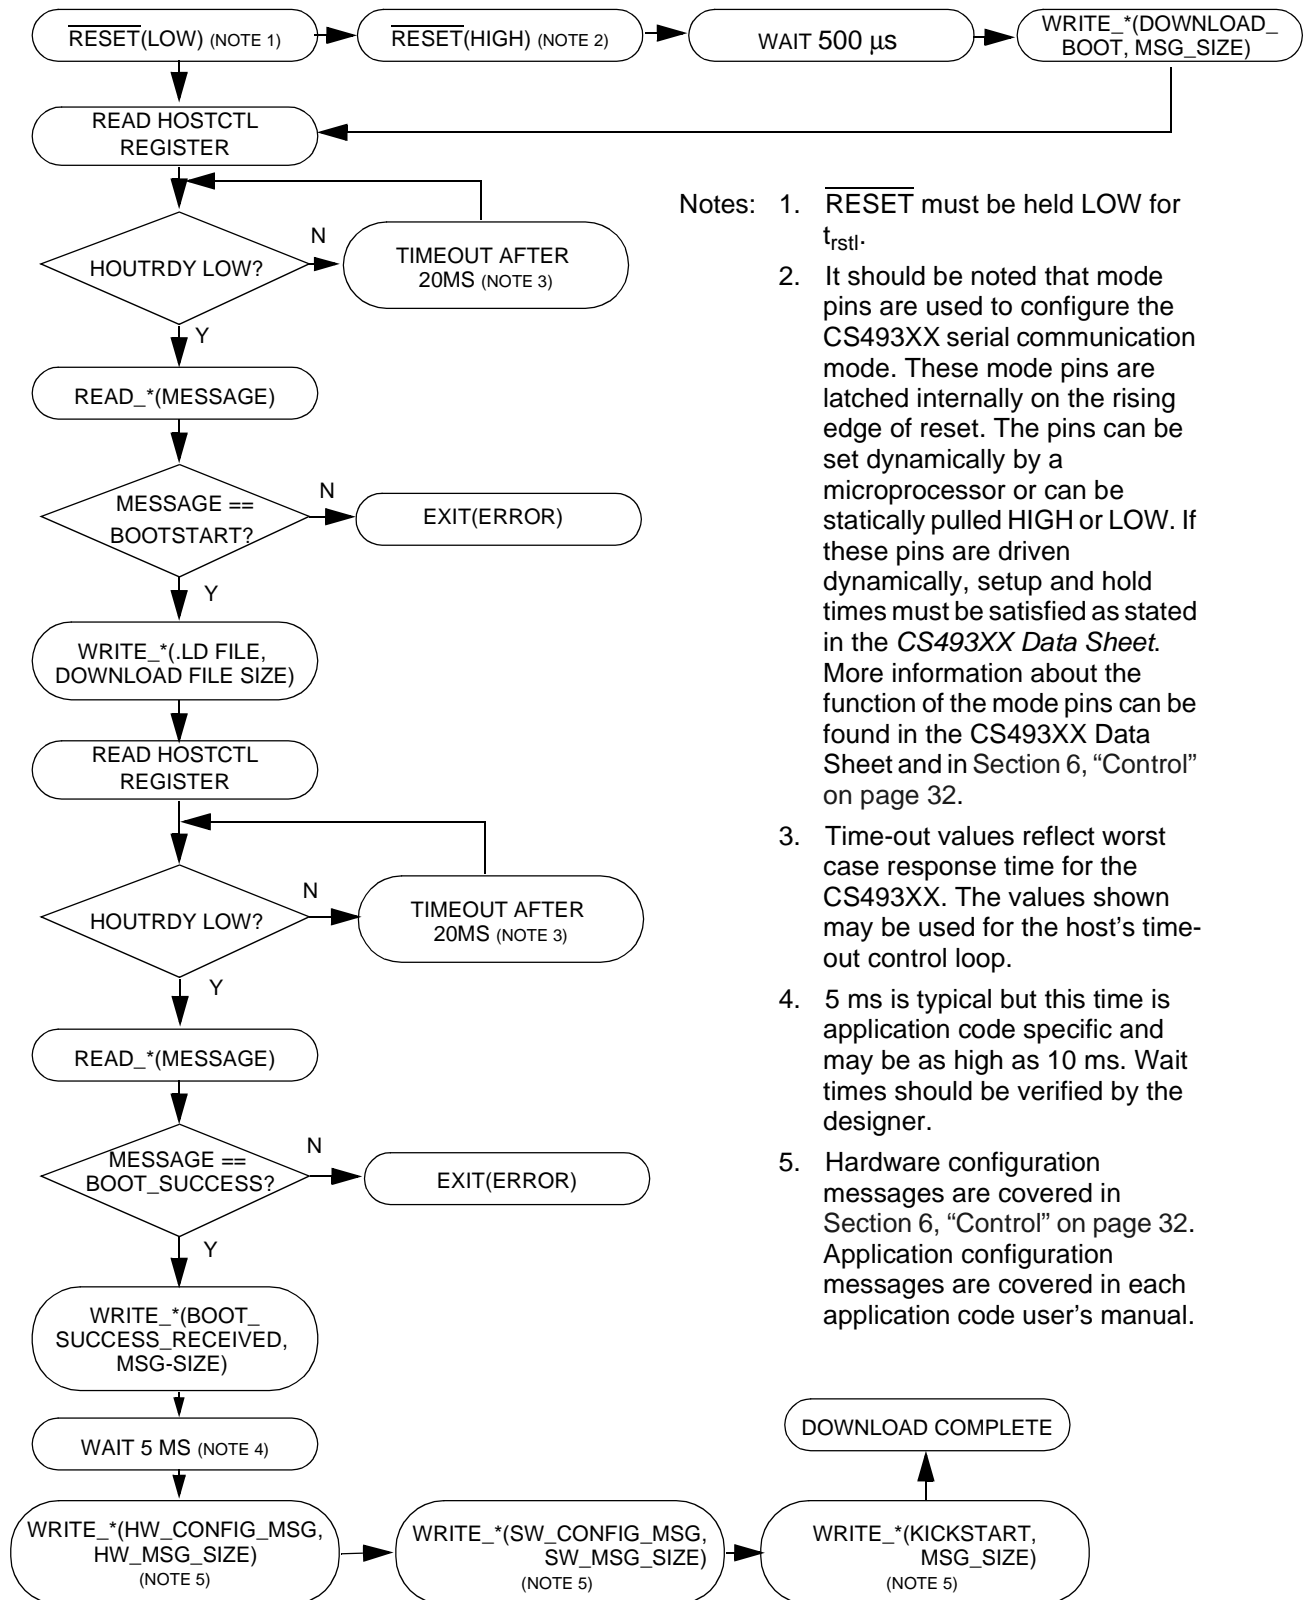 RESET(LOW) (NOTE 1)
RESET(HIGH) (NOTE 2)
WAIT 500 µs
WRITE_*(DOWNLOAD_
BOOT, MSG_SIZE)
READ HOSTCTL
REGISTER
HOUTRDY LOW?
N
TIMEOUT AFTER
20MS (NOTE 3)
Y
READ_*(MESSAGE)
MESSAGE ==
BOOTSTART?
N
EXIT(ERROR)
Y
WRITE_*(.LD FILE,
DOWNLOAD FILE SIZE)
READ HOSTCTL
REGISTER
HOUTRDY LOW?
N
TIMEOUT AFTER
20MS (NOTE 3)
Y
READ_*(MESSAGE)
MESSAGE ==
BOOT_SUCCESS?
N
EXIT(ERROR)
Y
WRITE_*(BOOT_
SUCCESS_RECEIVED,
MSG-SIZE)
WAIT 5 MS (NOTE 4)
WRITE_*(HW_CONFIG_MSG,
HW_MSG_SIZE)
(NOTE 5)
WRITE_*(SW_CONFIG_MSG,
SW_MSG_SIZE)
(NOTE 5)
WRITE_*(KICKSTART,
MSG_SIZE)
(NOTE 5)
DOWNLOAD COMPLETE
Notes: 1. RESET must be held LOW for
trstl.
2. It should be noted that mode
pins are used to configure the
CS493XX serial communication
mode. These mode pins are
latched internally on the rising
edge of reset. The pins can be
set dynamically by a
microprocessor or can be
statically pulled HIGH or LOW. If
these pins are driven
dynamically, setup and hold
times must be satisfied as stated
in the CS493XX Data Sheet.
More information about the
function of the mode pins can be
found in the CS493XX Data
Sheet and in Section 6, “Control”
on page 32.
3. Time-out values reflect worst
case response time for the
CS493XX. The values shown
may be used for the host’s time-
out control loop.
4. 5 ms is typical but this time is
application code specific and
may be as high as 10 ms. Wait
times should be verified by the
designer.
5. Hardware configuration
messages are covered in
Section 6, “Control” on page 32.
Application configuration
messages are covered in each
application code user’s manual.